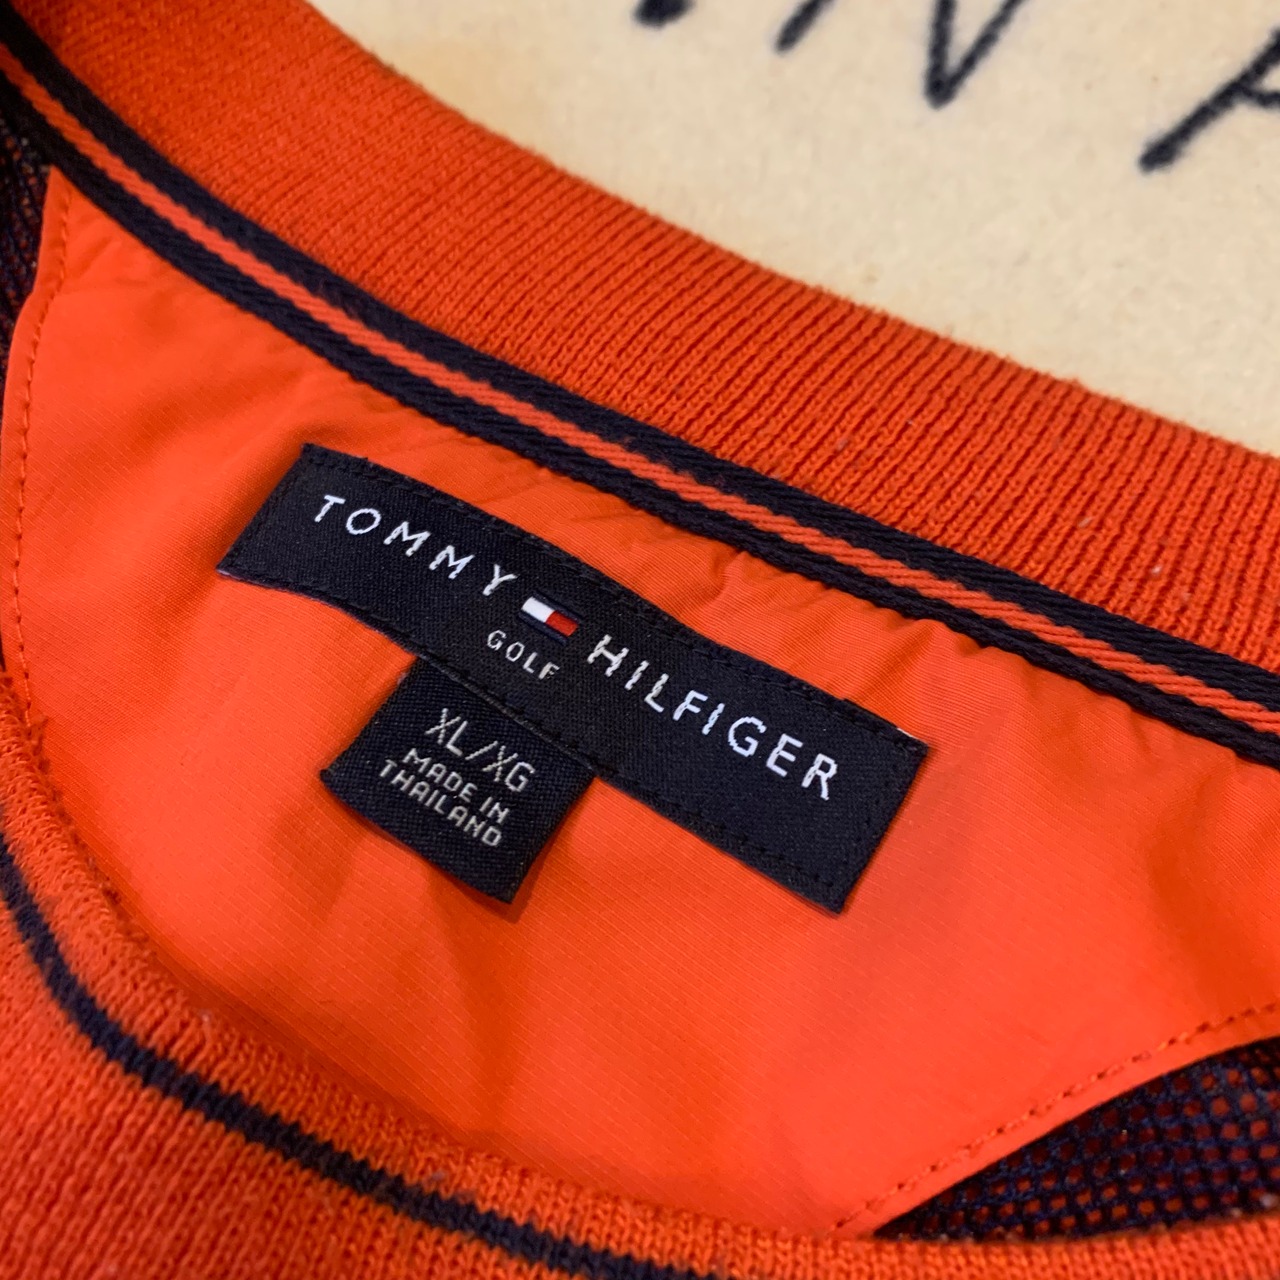 TOMMY HILFIGER
GOLF
XL/XG
MADE IN
THAILAND